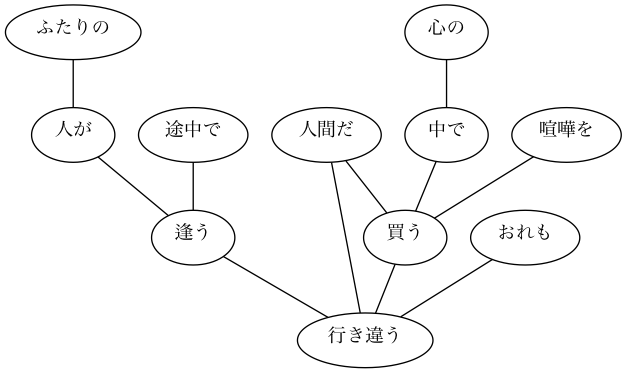 ふたりの
心の
人が
途中で
人間だ
中で
喧嘩を
逢う
買う
おれも
行き違う